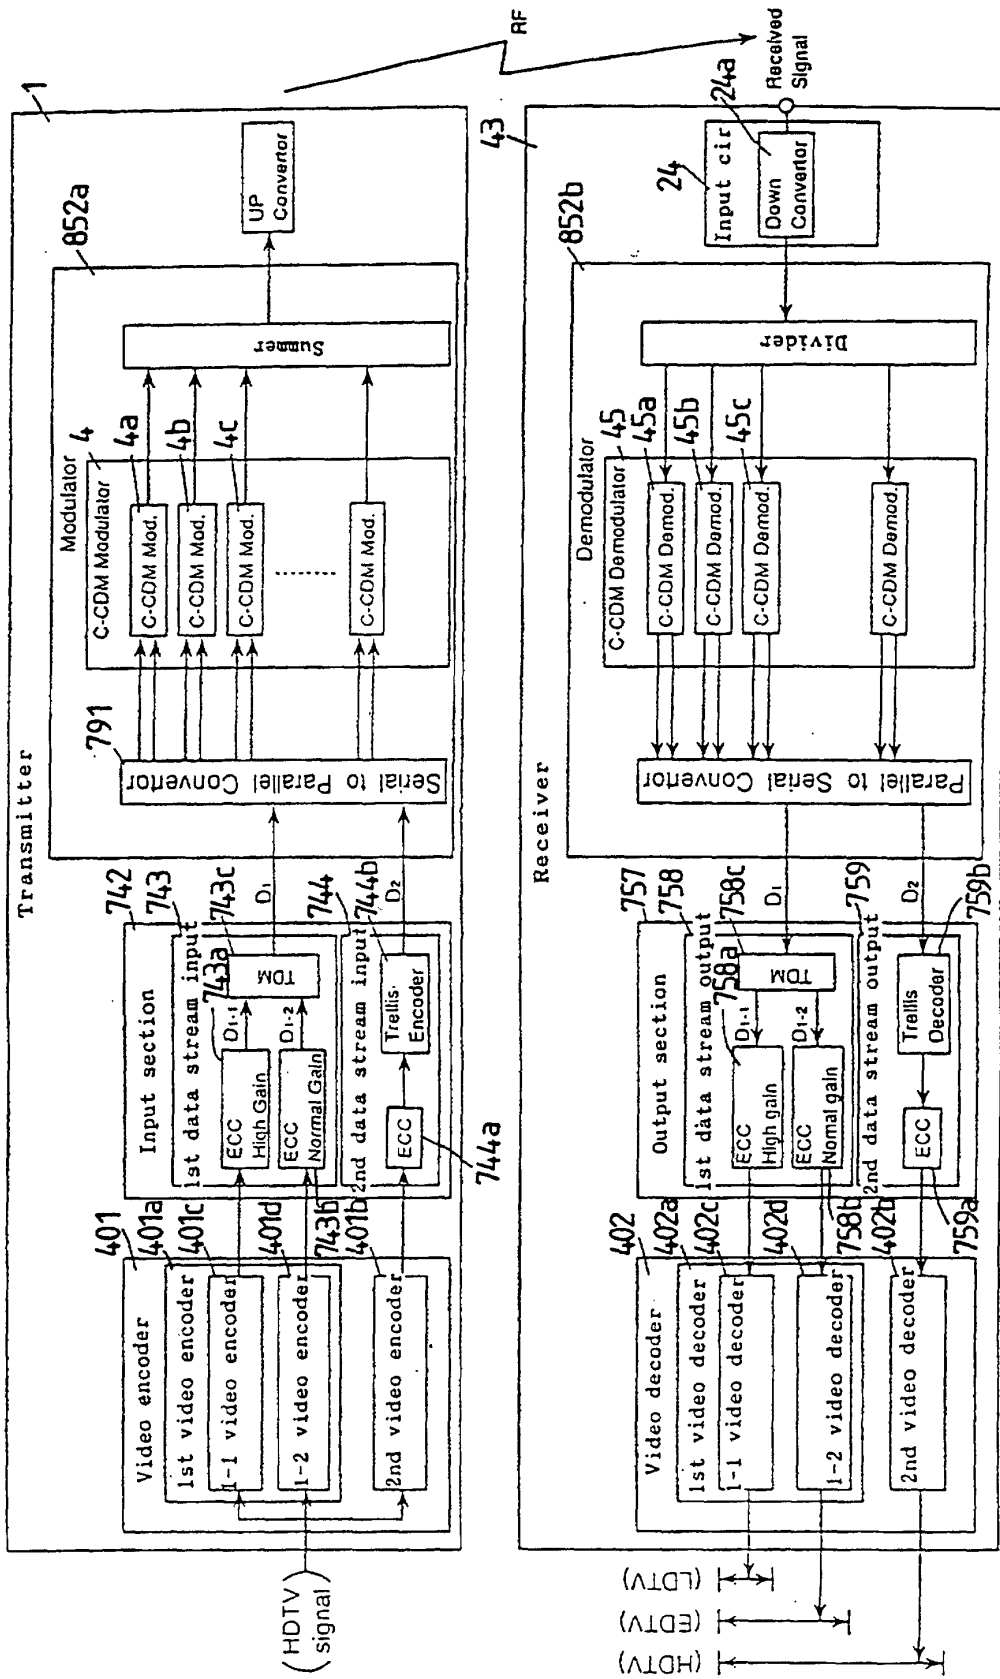 Transmitter
1
(HDTV signal)
Video encoder
401
1st video encoder
401a
1-1 video encoder
401c
1-2 video encoder
401d
2nd video encoder
401b
Input section
742
1st data stream input
743
ECC
High Gain
743a
ECC
Normal Gain
743b
D1-1
D1-2
TDM
743c
2nd data stream input
744
ECC
744a
Trellis
Encoder
744b
D1
D2
Modulator
852a
Serial to Parallel Convertor
791
C-CDM Modulator
4
C-CDM Mod.
4a
C-CDM Mod.
4b
C-CDM Mod.
4c
C-CDM Mod.
Summer
UP
Convertor
RF
Receiver
43
Received
Signal
Input cir
24
Down
Convertor
24a
Demodulator
852b
Divider
C-CDM Demodulator
45
C-CDM Demod.
45a
C-CDM Demod.
45b
C-CDM Demod.
45c
C-CDM Demod.
Parallel to Serial Convertor
D1
D2
Output section
757
1st data stream output
758
TDM
758c
D1-1
D1-2
ECC
High gain
758a
ECC
Normal gain
758b
2nd data stream output
759
Trellis
Decoder
759b
ECC
759a
Video decoder
402
1st video decoder
402a
1-1 video decoder
402c
1-2 video decoder
402d
2nd video decoder
402b
(LDTV)
(EDTV)
(HDTV)